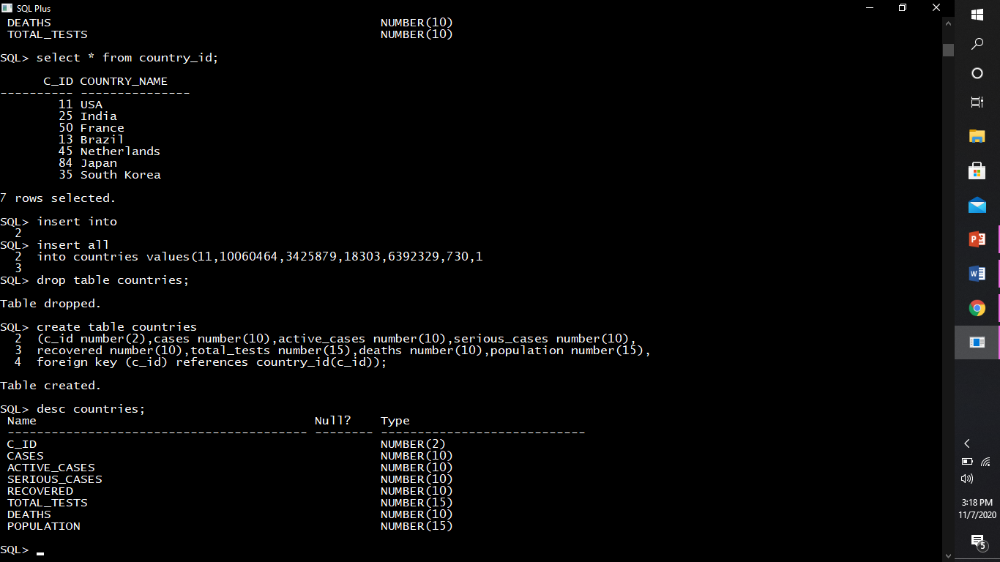 SQL Plus
DEATHS NUMBER(10)
TOTAL_TESTS NUMBER(10)
SQL> select * from country_id;
C_ID COUNTRY_NAME
---------- ---------------
11 USA
25 India
50 France
13 Brazil
45 Netherlands
84 Japan
35 South Korea
7 rows selected.
SQL> insert into
2
SQL> insert all
2 into countries values(11,10060464,3425879,18303,6392329,730,1
3
SQL> drop table countries;
Table dropped.
SQL> create table countries
2 (c_id number(2),cases number(10),active_cases number(10),serious_cases number(10),
3 recovered number(10),total_tests number(15),deaths number(10),population number(15),
4 foreign key (c_id) references country_id(c_id));
Table created.
SQL> desc countries;
Name Null? Type
----------------------------------------- -------- ----------------------------
C_ID NUMBER(2)
CASES NUMBER(10)
ACTIVE_CASES NUMBER(10)
SERIOUS_CASES NUMBER(10)
RECOVERED NUMBER(10)
TOTAL_TESTS NUMBER(15)
DEATHS NUMBER(10)
POPULATION NUMBER(15)
SQL> _
P
W
3:18 PM
11/7/2020
5